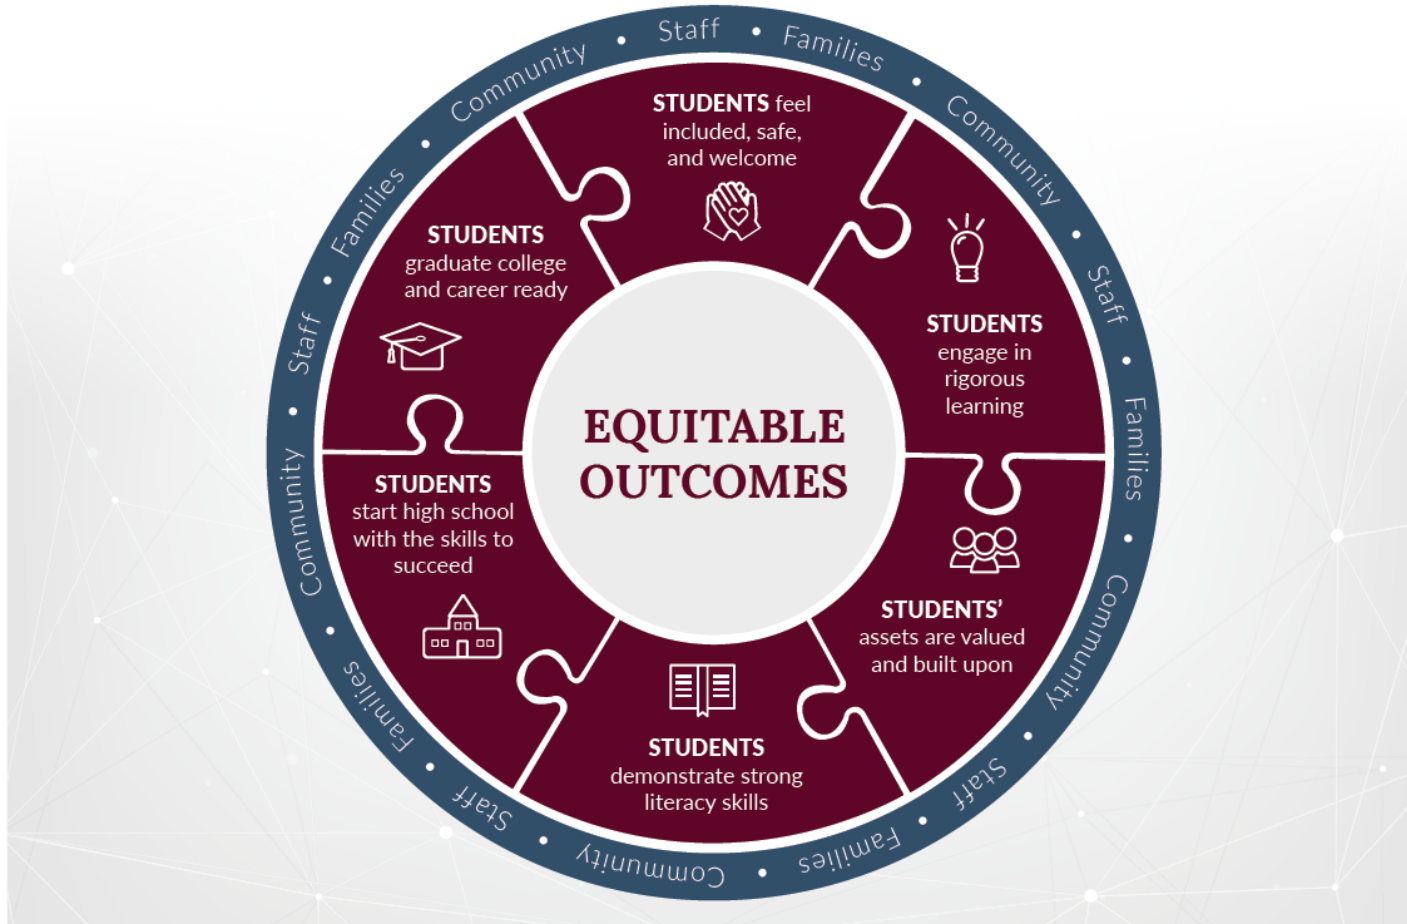 Staff • Families • Community • Staff • Families • Community • Staff • Families • Community • Staff • Families • Community • Staff • Families • Community •
STUDENTS feel
included, safe,
and welcome
STUDENTS
engage in
rigorous
learning
STUDENTS’
assets are valued
and built upon
STUDENTS
demonstrate strong
literacy skills
STUDENTS
start high school
with the skills to
succeed
STUDENTS
graduate college
and career ready
EQUITABLE
OUTCOMES